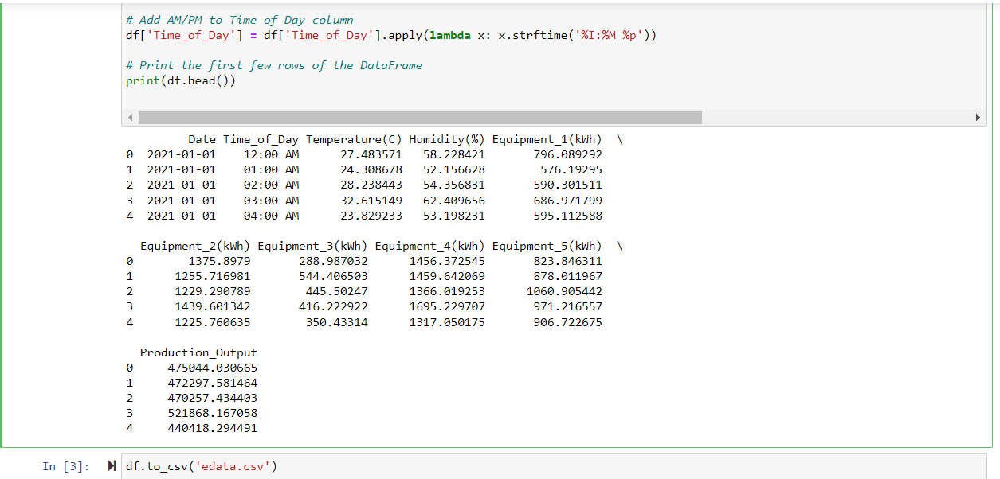 # Add AM/PM to Time of Day column
df['Time_of_Day'] = df['Time_of_Day'].apply(lambda x: x.strftime('%I:%M %p'))
# Print the first few rows of the DataFrame
print(df.head())
Date Time_of_Day Temperature(C) Humidity(%) Equipment_1(kWh) \
0 2021-01-01 12:00 AM 27.483571 58.228421 796.089292
1 2021-01-01 01:00 AM 24.308678 52.156628 576.19295
2 2021-01-01 02:00 AM 28.238443 54.356831 590.301511
3 2021-01-01 03:00 AM 32.615149 62.409656 686.971799
4 2021-01-01 04:00 AM 23.829233 53.198231 595.112588
Equipment_2(kWh) Equipment_3(kWh) Equipment_4(kWh) Equipment_5(kWh) \
0 1375.8979 288.987032 1456.372545 823.846311
1 1255.716981 544.406503 1459.642069 878.011967
2 1229.290789 445.50247 1366.019253 1060.905442
3 1439.601342 416.222922 1695.229707 971.216557
4 1225.760635 350.43314 1317.050175 906.722675
Production_Output
0 475044.030665
1 472297.581464
2 470257.434403
3 521868.167058
4 440418.294491
In [3]: df.to_csv('edata.csv')